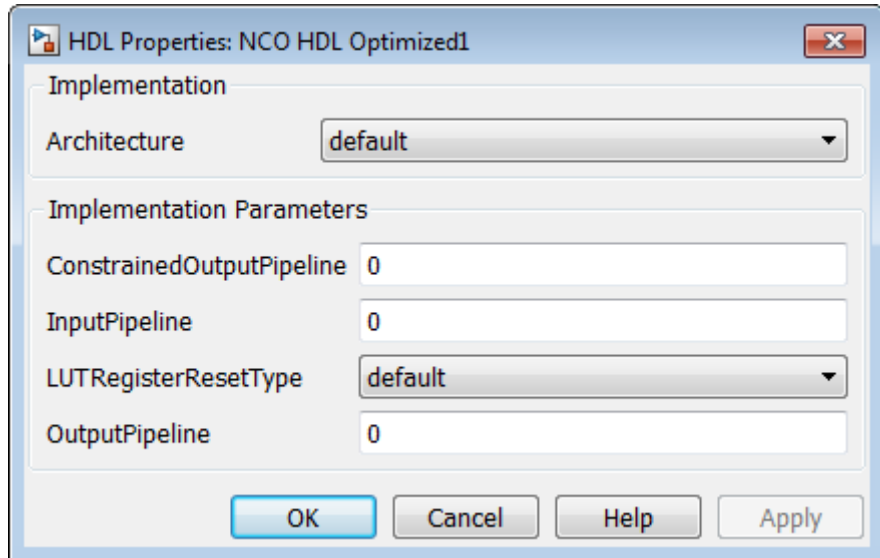 HDL Properties: NCO HDL Optimized1
Implementation
Architecture default
Implementation Parameters
ConstrainedOutputPipeline 0
InputPipeline 0
LUTRegisterResetType default
OutputPipeline 0
OK Cancel Help Apply